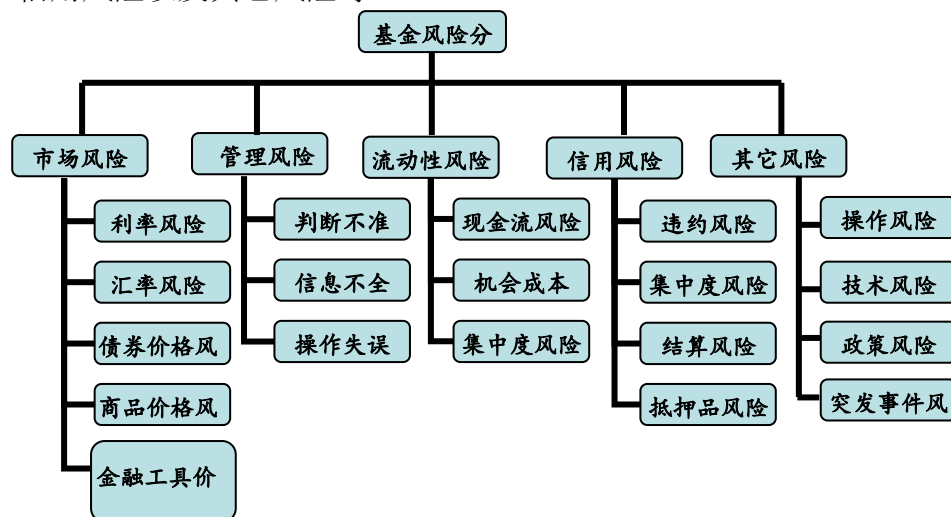 基金风险分
市场风险
管理风险
流动性风险
信用风险
其它风险
利率风险
汇率风险
债券价格风
商品价格风
金融工具价
判断不准
信息不全
操作失误
现金流风险
机会成本
集中度风险
违约风险
集中度风险
结算风险
抵押品风险
操作风险
技术风险
政策风险
突发事件风